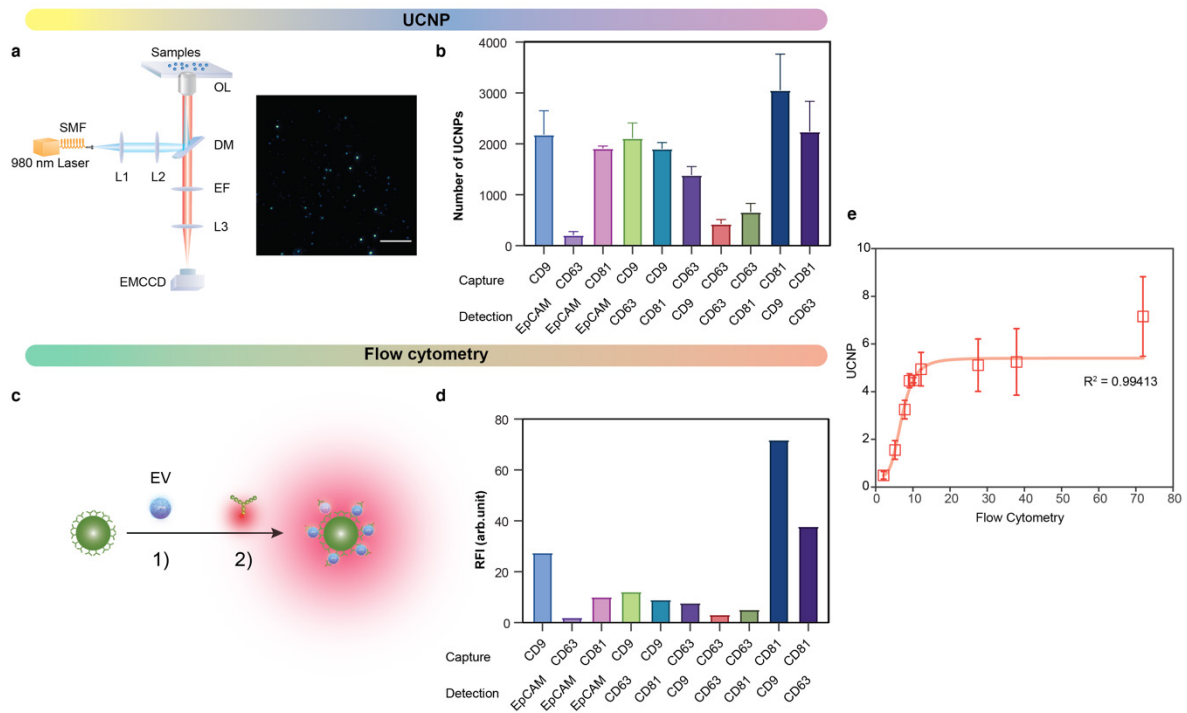 UCNP
a
Samples
OL
SMF
DM
980 nm Laser
L1
L2
EF
L3
EMCCD
b
4000
3000
2000
1000
0
Number of UCNPs
Capture
CD9 CD63 CD81 CD9 CD9 CD63 CD63 CD63 CD81 CD81
Detection
EpCAM EpCAM EpCAM CD63 CD81 CD9 CD63 CD81 CD9 CD63
Flow cytometry
c
EV
1)
2)
d
80
60
40
20
0
RFI (arb.unit)
Capture
CD9 CD63 CD81 CD9 CD9 CD63 CD63 CD63 CD81 CD81
Detection
EpCAM EpCAM EpCAM CD63 CD81 CD9 CD63 CD81 CD9 CD63
e
10
8
6
4
2
0
UCNP
R² = 0.99413
0 10 20 30 40 50 60 70 80
Flow Cytometry